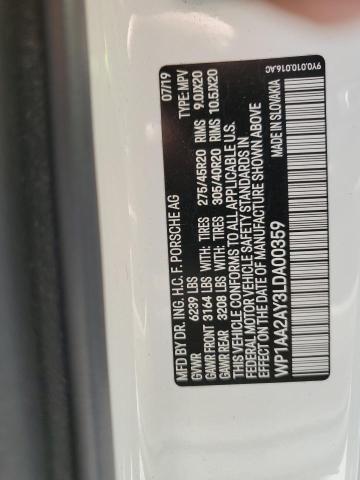 MFD BY DR. ING. H.C. F. PORSCHE AG 07/19
GVWR 6239 LBS TYPE: MPV
GAWR FRONT 3164 LBS WITH: TIRES 275/45R20 RIMS 9.0JX20
GAWR REAR 3208 LBS WITH: TIRES 305/40R20 RIMS 10.5JX20
THIS VEHICLE CONFORMS TO ALL APPLICABLE U.S.
FEDERAL MOTOR VEHICLE SAFETY STANDARDS IN
EFFECT ON THE DATE OF MANUFACTURE SHOWN ABOVE
WP1AA2AY3LDA00359 MADE IN SLOVAKIA
9Y0.010.016.AC